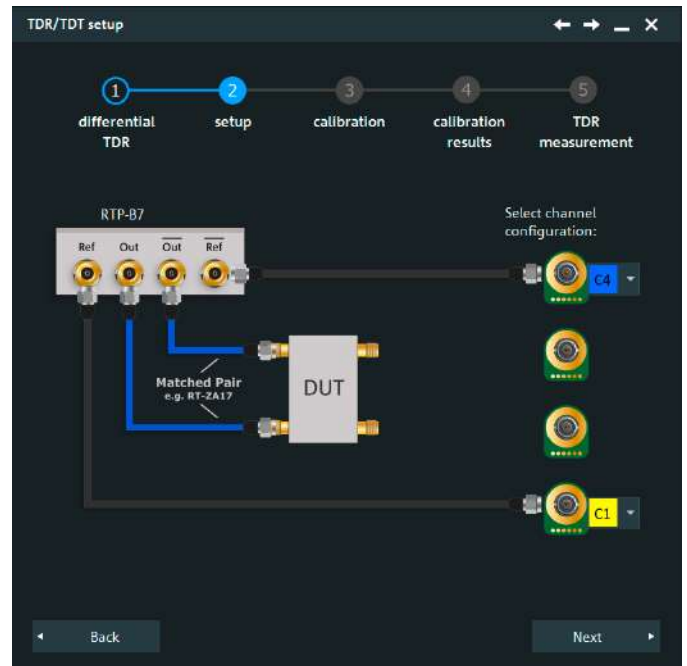 TDR/TDT setup
1
2
3
4
5
differential
TDR
setup
calibration
calibration
results
TDR
measurement
RTP-B7
Select channel
configuration:
Ref Out Out Ref
C4
Matched Pair
e.g. RT-ZA17
DUT
C1
Back
Next